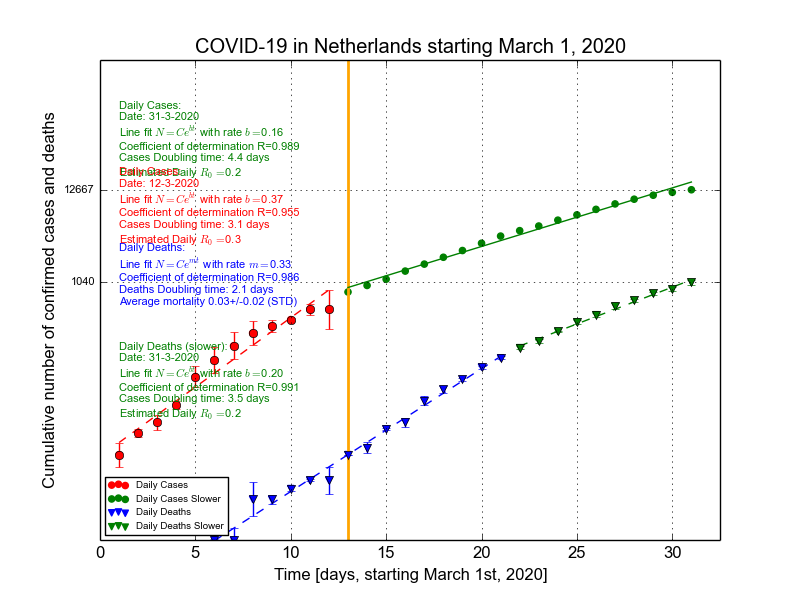 COVID-19 in Netherlands starting March 1, 2020
Cumulative number of confirmed cases and deaths
12667
1040
Daily Cases:
Date: 31-3-2020
Line fit N = Ce^{bt} with rate b =0.16
Coefficient of determination R=0.989
Cases Doubling time: 4.4 days
Estimated Daily R_0 =0.2
Daily Cases:
Date: 12-3-2020
Line fit N = Ce^{bt} with rate b =0.37
Coefficient of determination R=0.955
Cases Doubling time: 3.1 days
Estimated Daily R_0 =0.3
Daily Deaths:
Line fit N = Ce^{mt} with rate m =0.33
Coefficient of determination R=0.986
Deaths Doubling time: 2.1 days
Average mortality 0.03+/-0.02 (STD)
Daily Deaths (slower):
Date: 31-3-2020
Line fit N = Ce^{bt} with rate b =0.20
Coefficient of determination R=0.991
Cases Doubling time: 3.5 days
Estimated Daily R_0 =0.2
Daily Cases
Daily Cases Slower
Daily Deaths
Daily Deaths Slower
0 5 10 15 20 25 30
Time [days, starting March 1st, 2020]